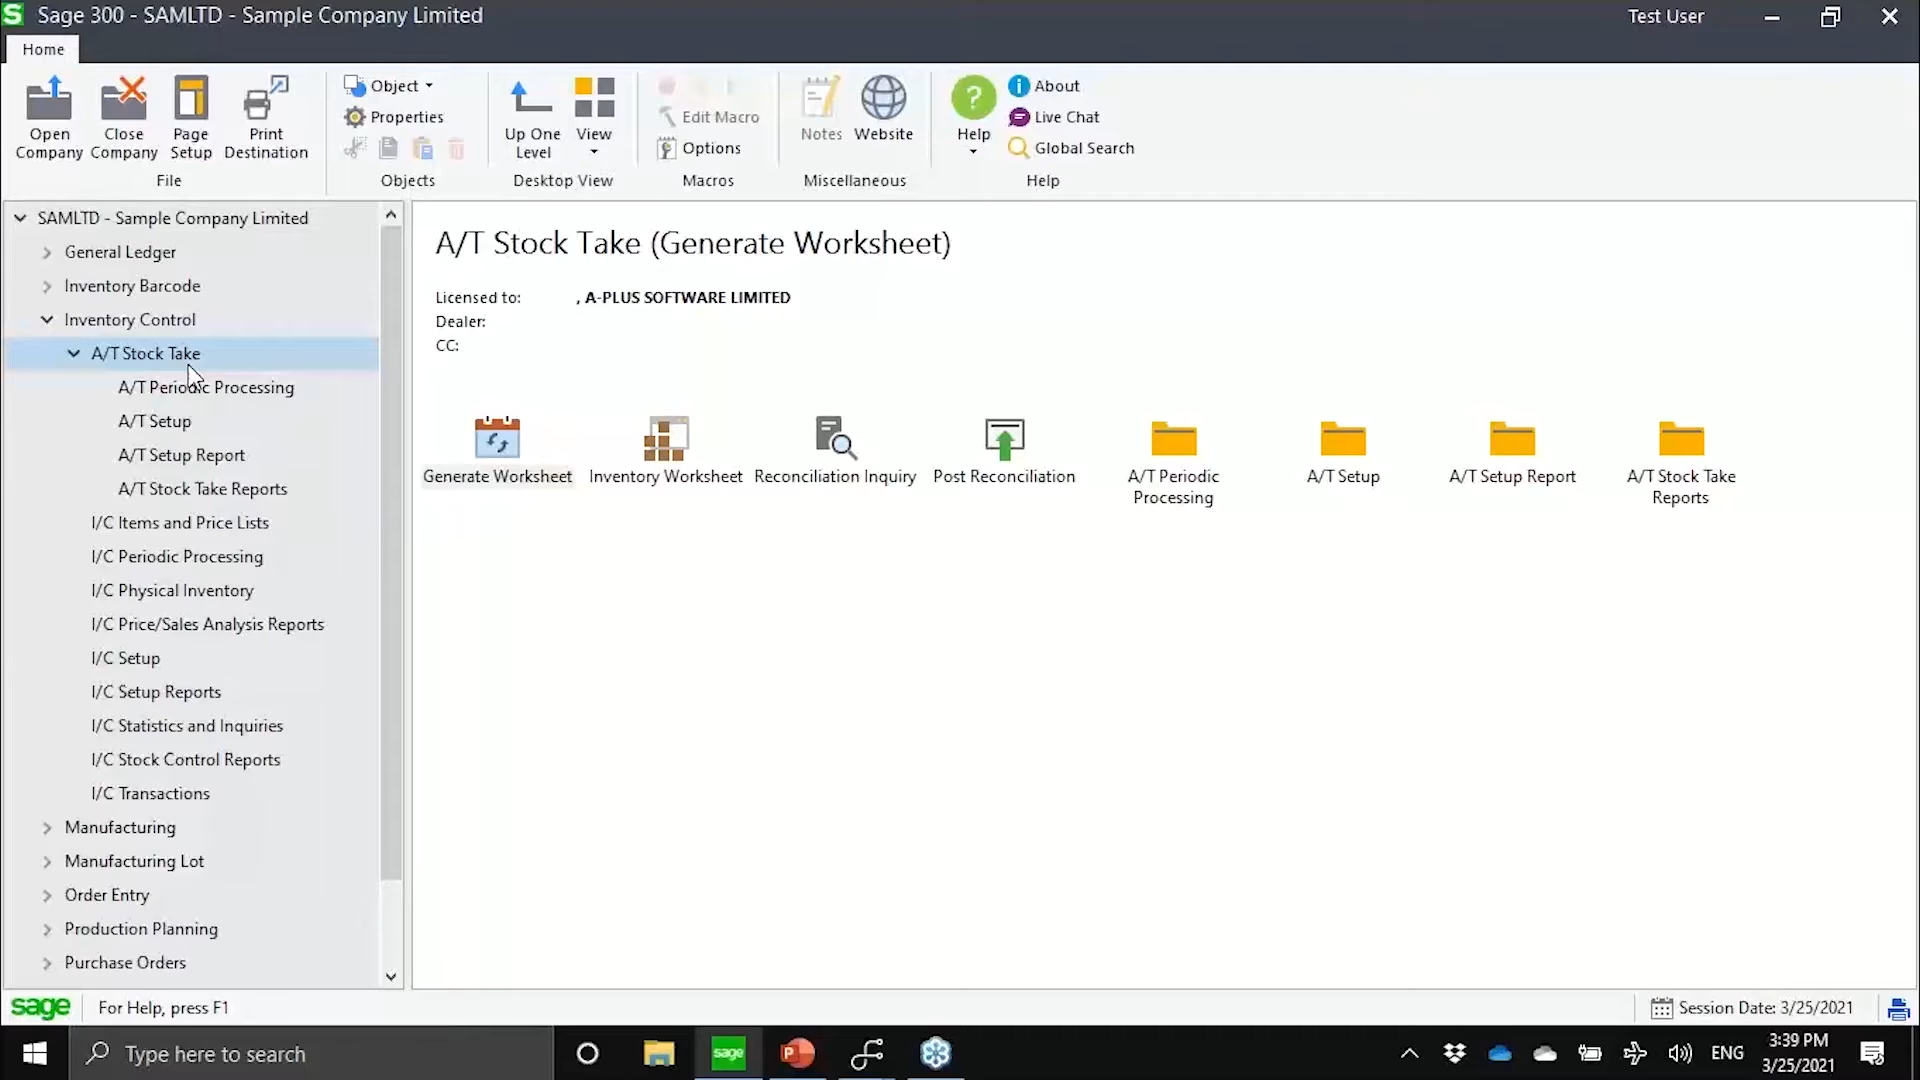 Sage 300 - SAMLTD - Sample Company Limited
Test User
Home
Open Company
Close Company
Page Setup
Print Destination
File
Object
Properties
Objects
Up One Level
View
Desktop View
Edit Macro
Options
Macros
Notes
Website
Miscellaneous
Help
About
Live Chat
Global Search
Help
SAMLTD - Sample Company Limited
General Ledger
Inventory Barcode
Inventory Control
A/T Stock Take
A/T Periodic Processing
A/T Setup
A/T Setup Report
A/T Stock Take Reports
I/C Items and Price Lists
I/C Periodic Processing
I/C Physical Inventory
I/C Price/Sales Analysis Reports
I/C Setup
I/C Setup Reports
I/C Statistics and Inquiries
I/C Stock Control Reports
I/C Transactions
Manufacturing
Manufacturing Lot
Order Entry
Production Planning
Purchase Orders
A/T Stock Take (Generate Worksheet)
Licensed to: , A-PLUS SOFTWARE LIMITED
Dealer:
CC:
Generate Worksheet
Inventory Worksheet
Reconciliation Inquiry
Post Reconciliation
A/T Periodic Processing
A/T Setup
A/T Setup Report
A/T Stock Take Reports
sage
For Help, press F1
Session Date: 3/25/2021
Type here to search
sage
ENG
3:39 PM
3/25/2021